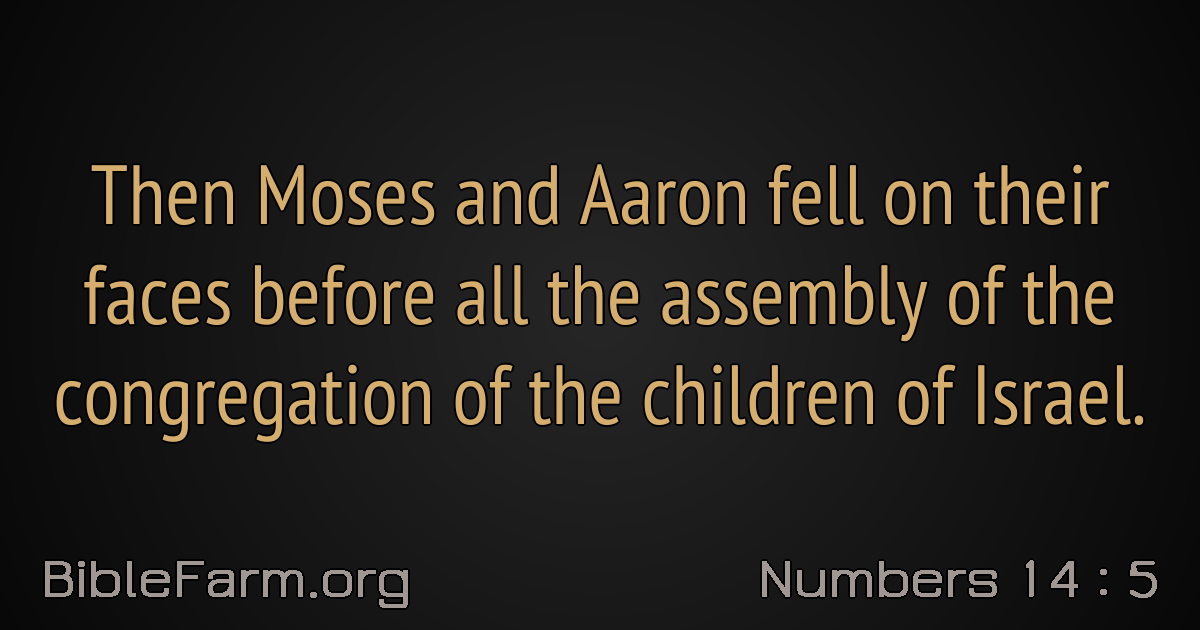 Then Moses and Aaron fell on their
faces before all the assembly of the
congregation of the children of Israel.
BibleFarm.org
Numbers 14 : 5